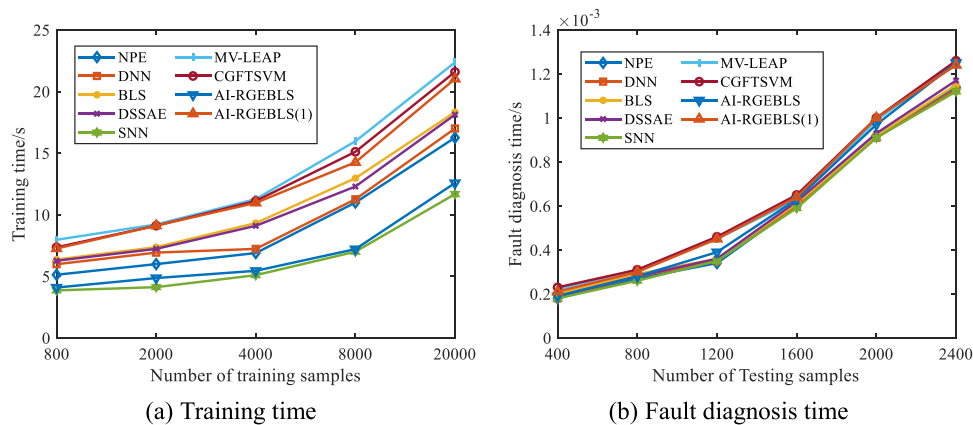 25
20
15
10
5
0
Training time/s
NPE
DNN
BLS
DSSAE
SNN
MV-LEAP
CGFTSVM
AI-RGEBLS
AI-RGEBLS(1)
800 2000 4000 8000 20000
Number of training samples
(a) Training time
×10⁻³
1.4
1.2
1
0.8
0.6
0.4
0.2
0
Fault diagnosis time/s
NPE
DNN
BLS
DSSAE
SNN
MV-LEAP
CGFTSVM
AI-RGEBLS
AI-RGEBLS(1)
400 800 1200 1600 2000 2400
Number of Testing samples
(b) Fault diagnosis time